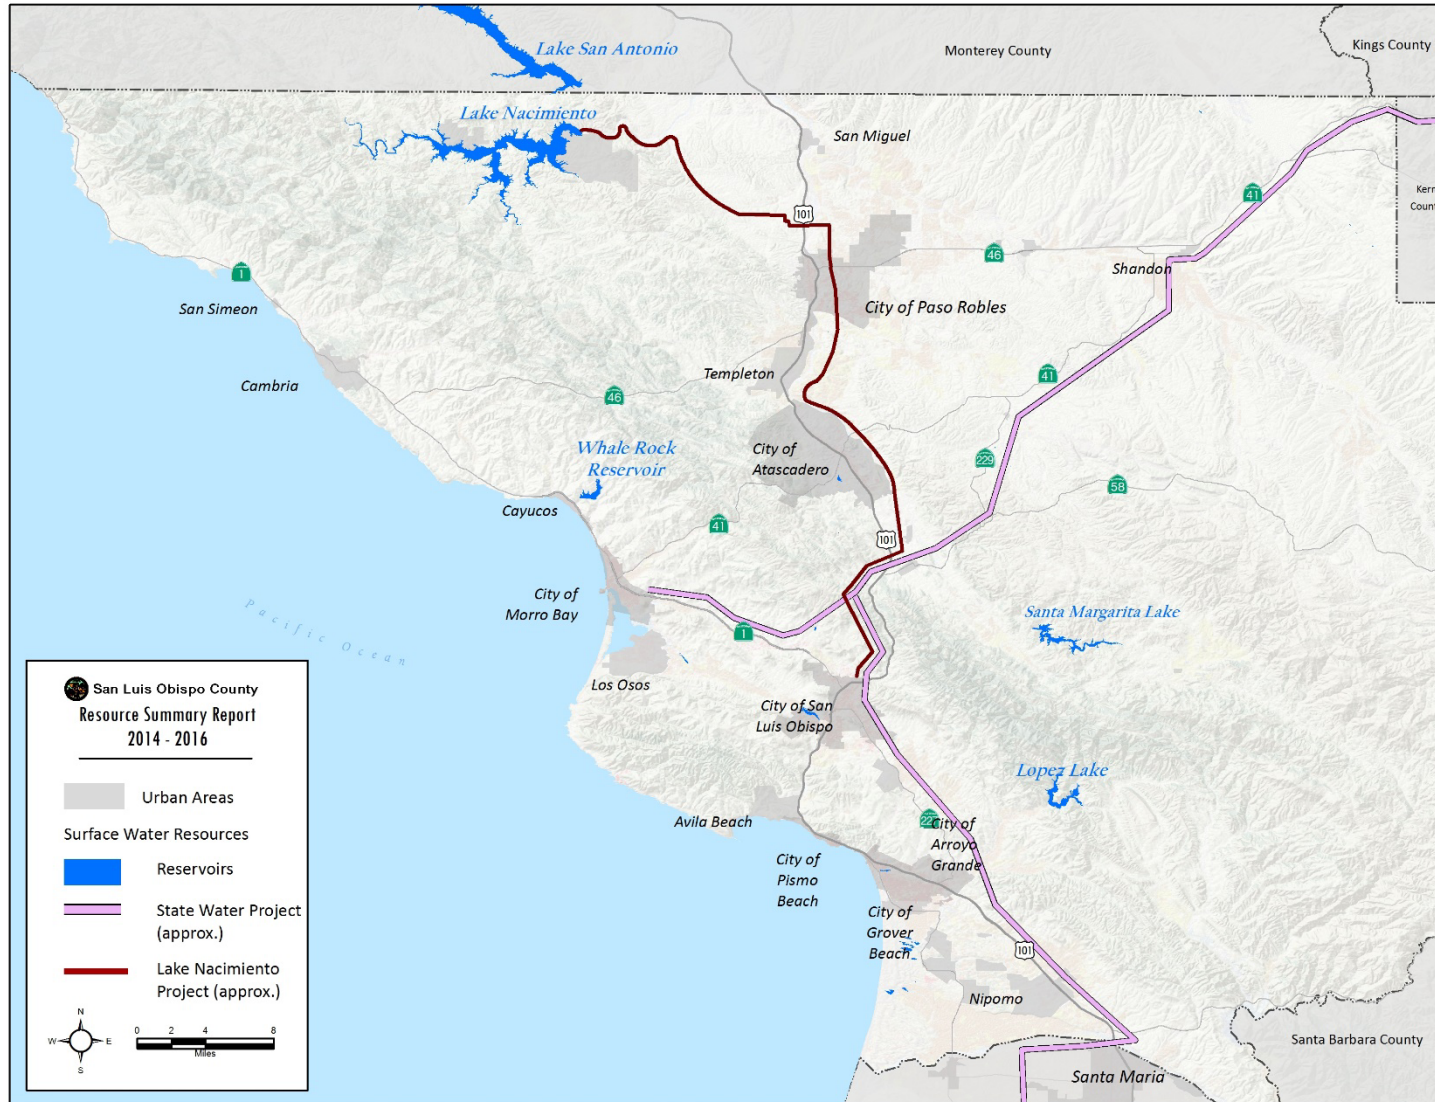 Lake San Antonio
Monterey County
Kings County
Lake Nacimiento
San Miguel
41
Kern
Count
101
46
Shandon
1
San Simeon
City of Paso Robles
Templeton
41
Cambria
46
Whale Rock
Reservoir
City of
Atascadero
229
58
Cayucos
41
101
City of
Morro Bay
Pacific Ocean
Santa Margarita Lake
1
Los Osos
City of San
Luis Obispo
Lopez Lake
Avila Beach
227
City of
Arroyo
Grande
City of
Pismo
Beach
City of
Grover
Beach
101
Nipomo
Santa Barbara County
Santa Maria
San Luis Obispo County
Resource Summary Report
2014 - 2016
Urban Areas
Surface Water Resources
Reservoirs
State Water Project
(approx.)
Lake Nacimiento
Project (approx.)
N
W
E
S
0 2 4 8
Miles